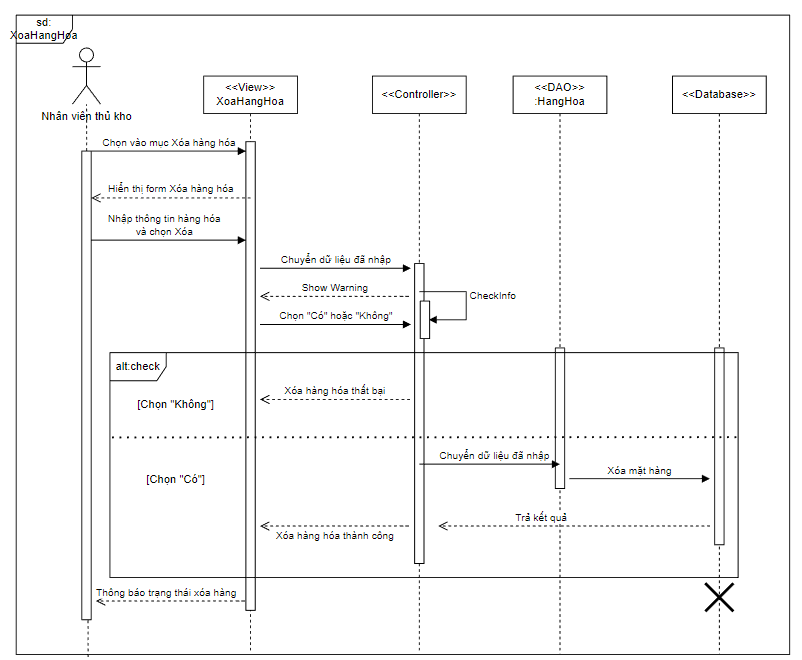 sd:
XoaHangHoa
<<View>>
XoaHangHoa
<<Controller>>
<<DAO>>
:HangHoa
<<Database>>
Nhân viên thủ kho
Chọn vào mục Xóa hàng hóa
Hiển thị form Xóa hàng hóa
Nhập thông tin hàng hóa
và chọn Xóa
Chuyển dữ liệu đã nhập
Show Warning
CheckInfo
Chọn "Có" hoặc "Không"
alt:check
Xóa hàng hóa thất bại
[Chọn "Không"]
Chuyển dữ liệu đã nhập
Xóa mặt hàng
[Chọn "Có"]
Trả kết quả
Xóa hàng hóa thành công
Thông báo trạng thái xóa hàng